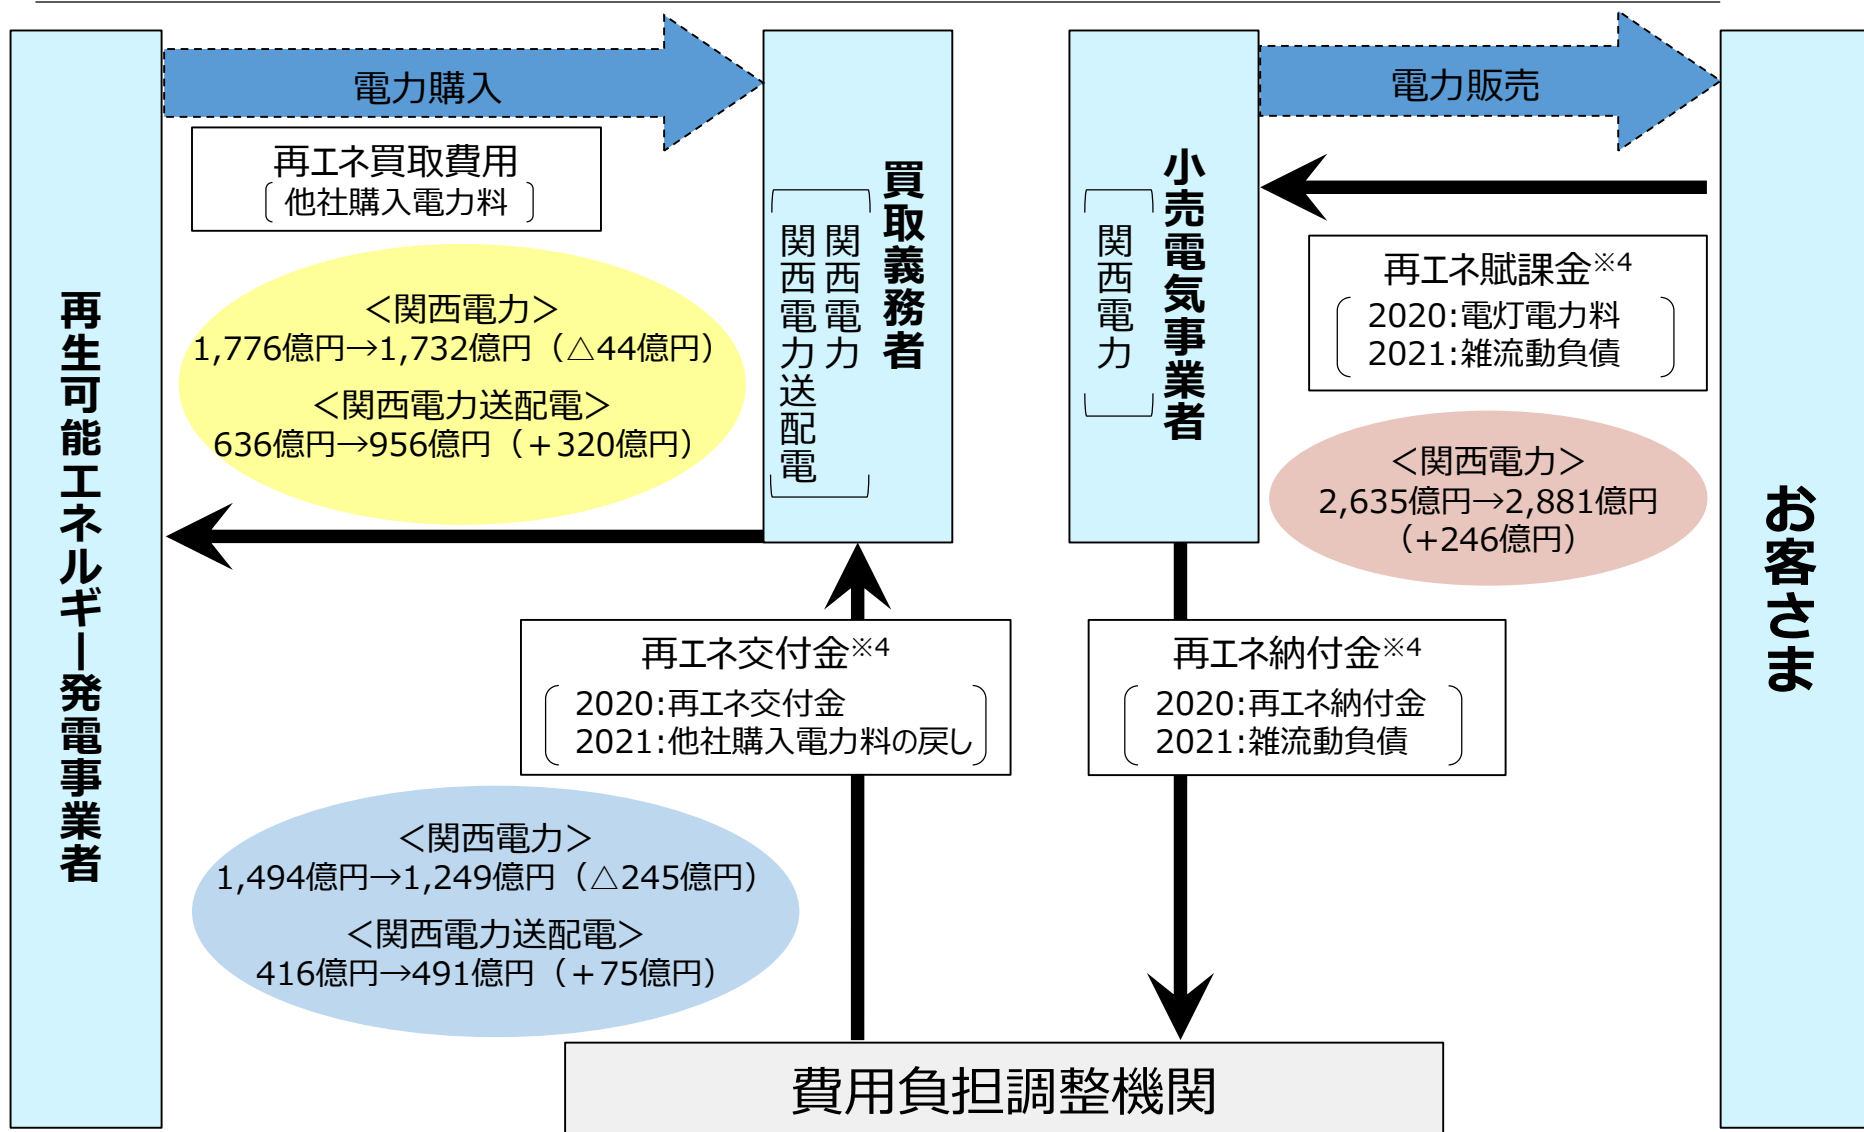 電力購入
電力販売
再エネ買取費用
他社購入電力料
再生可能エネルギー発電事業者
<関西電力>
1,776億円→1,732億円（△44億円）
<関西電力送配電>
636億円→956億円（＋320億円）
買取義務者
関西電力
関西電力送配電
小売電気事業者
関西電力
再エネ賦課金※4
2020:電灯電力料
2021:雑流動負債
<関西電力>
2,635億円→2,881億円
（+246億円）
お客さま
再エネ交付金※4
2020:再エネ交付金
2021:他社購入電力料の戻し
再エネ納付金※4
2020:再エネ納付金
2021:雑流動負債
<関西電力>
1,494億円→1,249億円（△245億円）
<関西電力送配電>
416億円→491億円（＋75億円）
費用負担調整機関